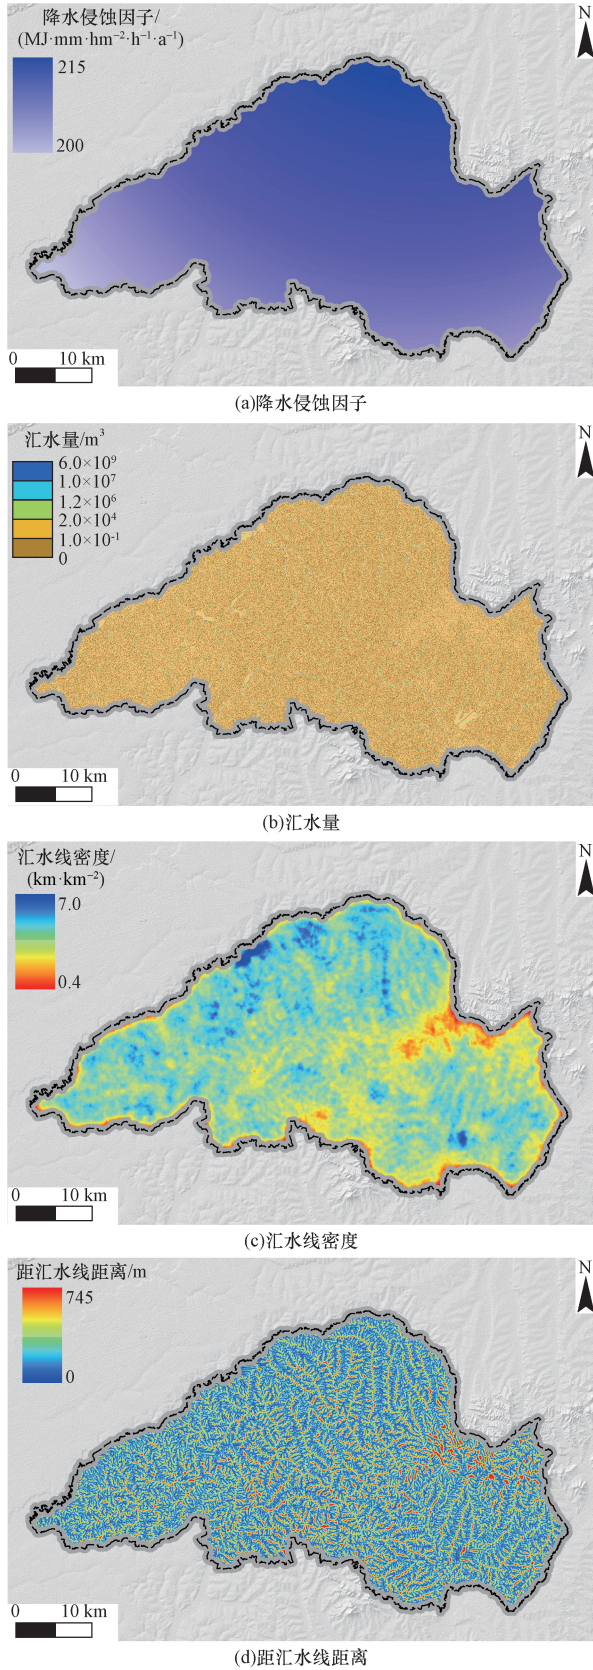 降水侵蚀因子/
(MJ·mm·hm⁻²·h⁻¹·a⁻¹)
215
200
N
0 10 km
(a)降水侵蚀因子
汇水量/m³
6.0×10⁹
1.0×10⁷
1.2×10⁶
2.0×10⁴
1.0×10⁻¹
0
N
0 10 km
(b)汇水量
汇水线密度/
(km·km⁻²)
7.0
0.4
N
0 10 km
(c)汇水线密度
距汇水线距离/m
745
0
N
0 10 km
(d)距汇水线距离